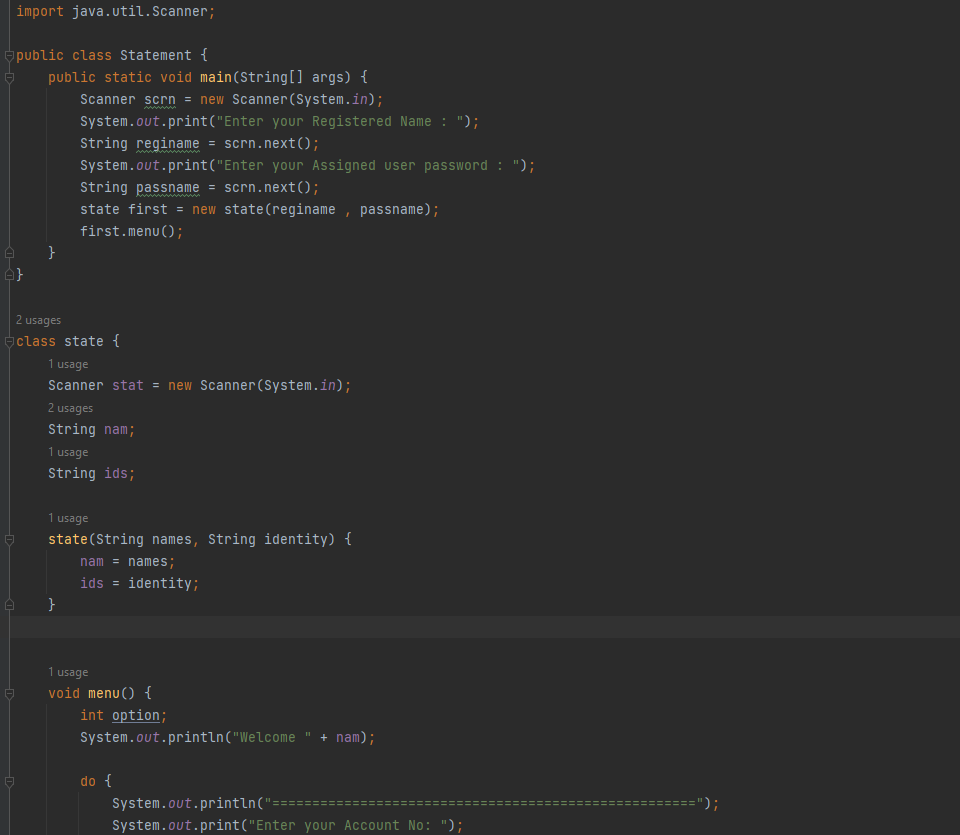 import java.util.Scanner;
public class Statement {
public static void main(String[] args) {
Scanner scrn = new Scanner(System.in);
System.out.print("Enter your Registered Name : ");
String reginame = scrn.next();
System.out.print("Enter your Assigned user password : ");
String passname = scrn.next();
state first = new state(reginame , passname);
first.menu();
}
}
2 usages
class state {
1 usage
Scanner stat = new Scanner(System.in);
2 usages
String nam;
1 usage
String ids;
1 usage
state(String names, String identity) {
nam = names;
ids = identity;
}
1 usage
void menu() {
int option;
System.out.println("Welcome " + nam);
do {
System.out.println("=====================================================");
System.out.print("Enter your Account No: ");